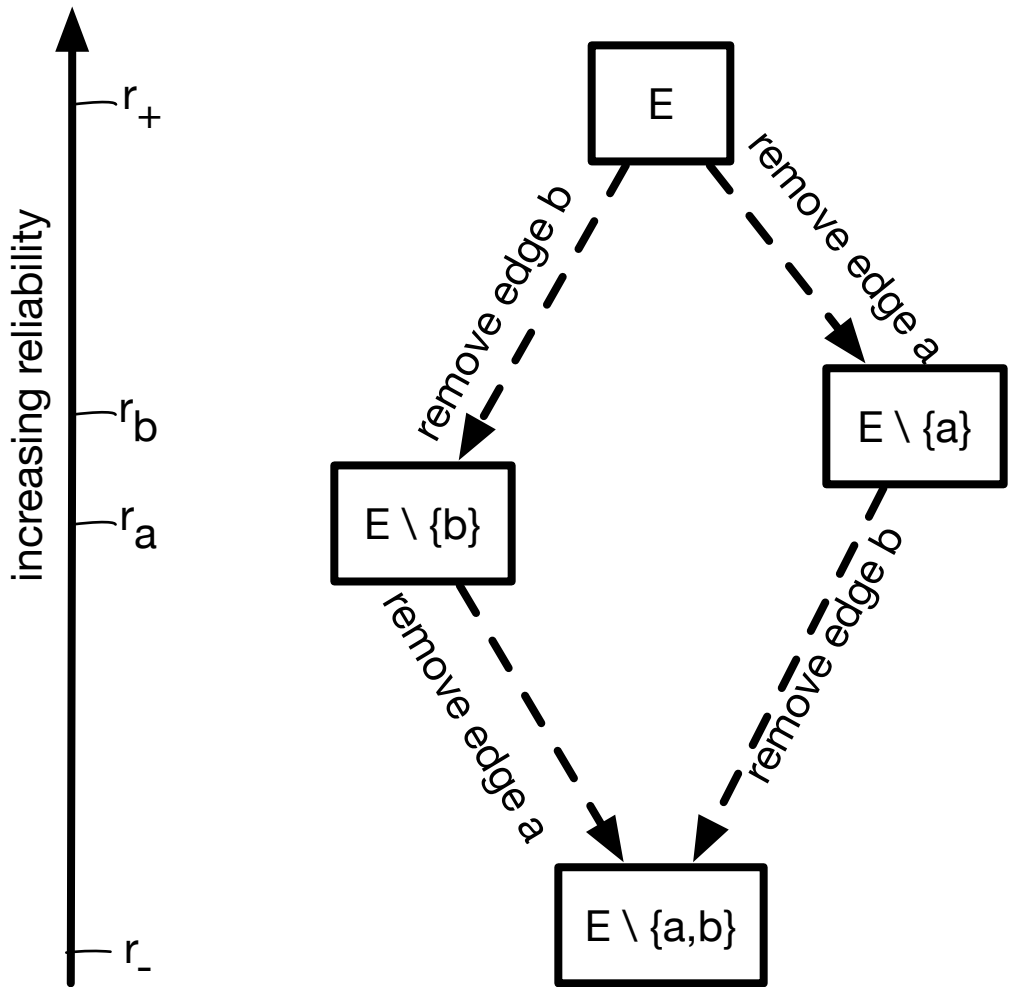 r+
E
increasing reliability
remove edge b
remove edge a
rb
E \ {a}
ra
E \ {b}
remove edge a
remove edge b
E \ {a,b}
r-